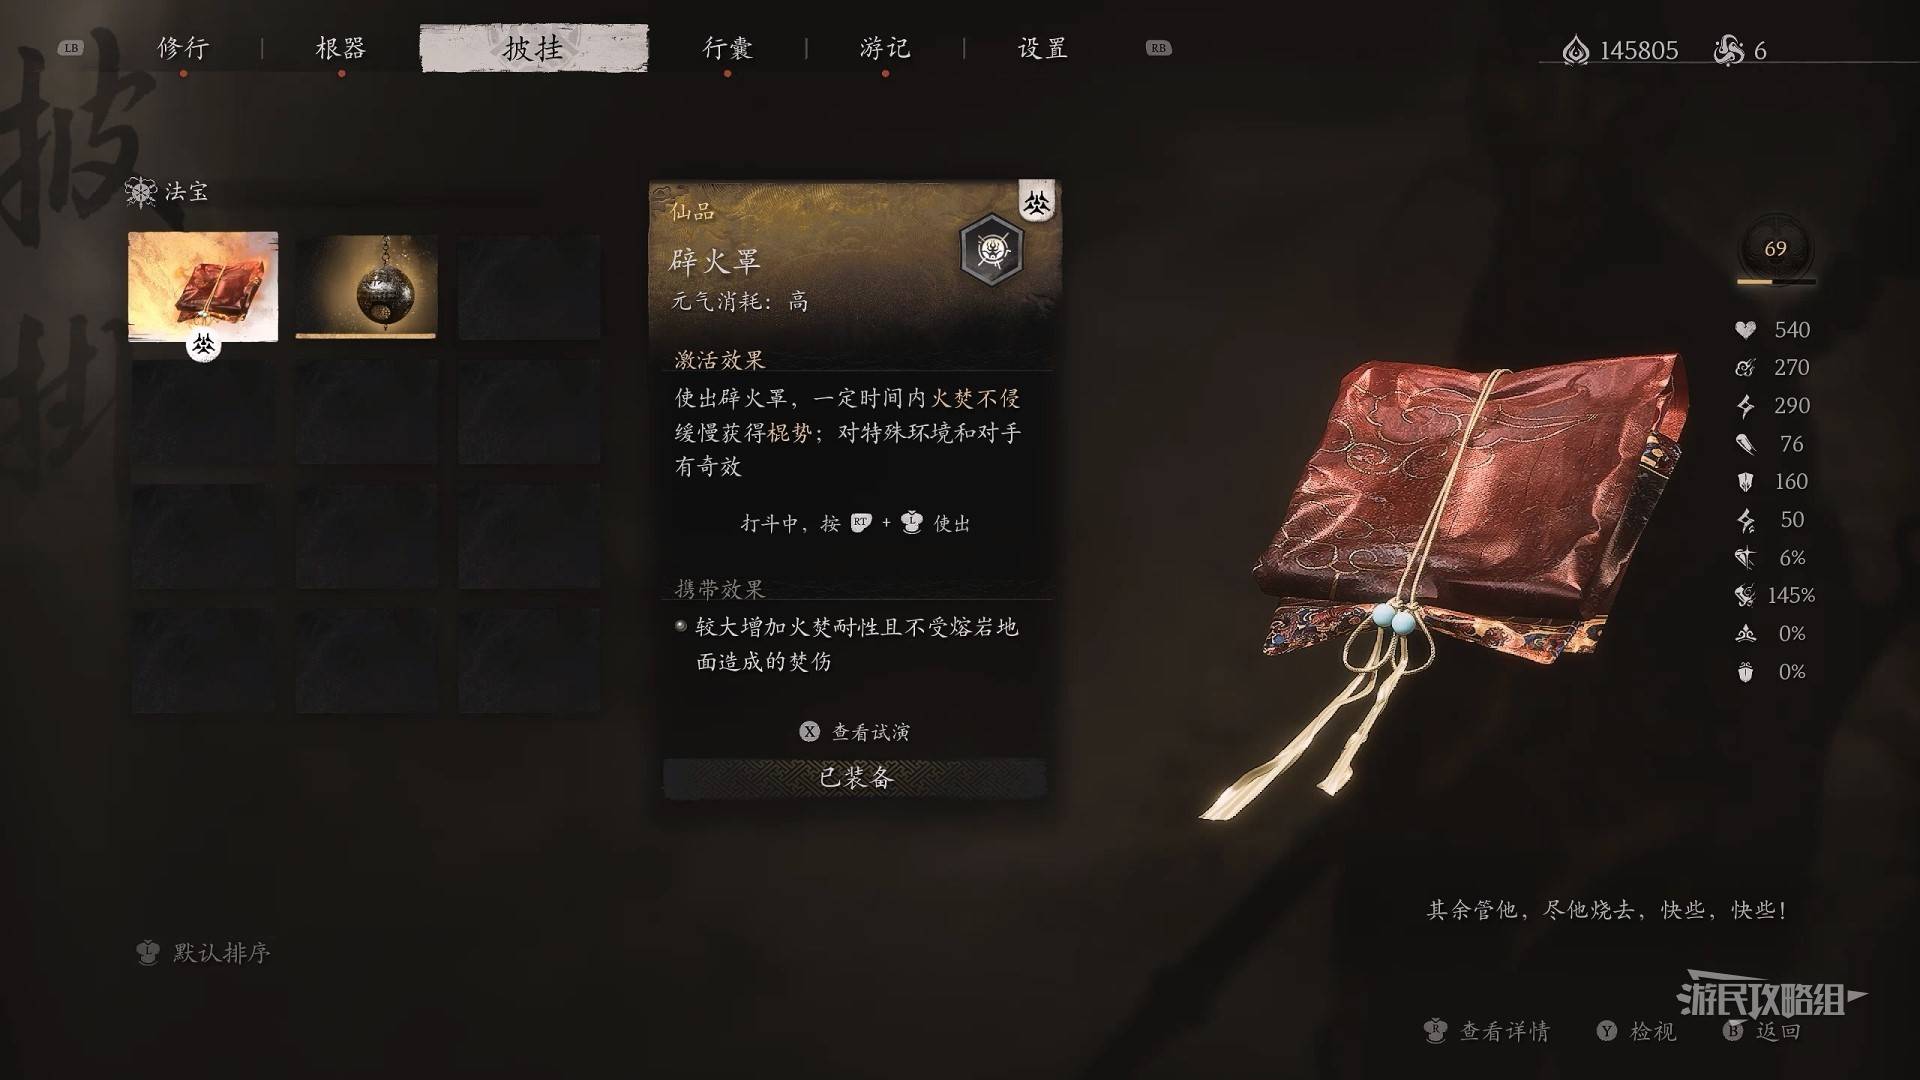 LB 修行 根器 披挂 行囊 游记 设置 RB
145805 6
披挂
法宝
仙品
辟火罩
元气消耗：高
激活效果
使出辟火罩，一定时间内火焚不侵
缓慢获得棍势；对特殊环境和对手
有奇效
打斗中，按 RT + L 使出
携带效果
较大增加火焚耐性且不受熔岩地
面造成的焚伤
X 查看试演
已装备
69
540
270
290
76
160
50
6%
145%
0%
0%
其余管他，尽他烧去，快些，快些！
L 默认排序
游民攻略组
R 查看详情 Y 检视 B 返回